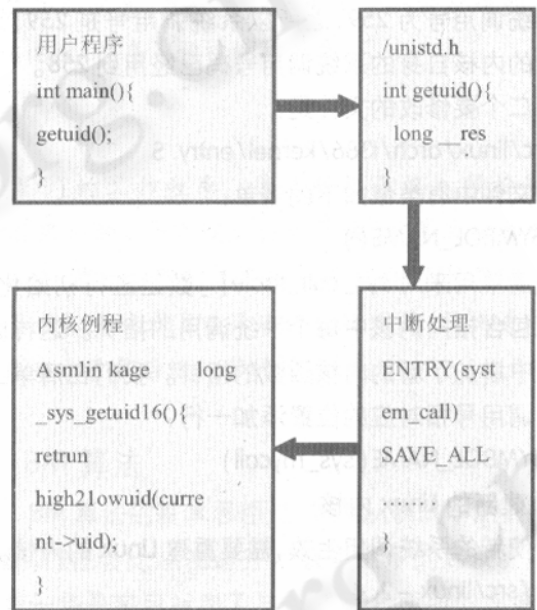 用户程序
int main(){
getuid();
}
/unistd.h
int getuid(){
long __res
}
中断处理
ENTRY(syst
em_call)
SAVE_ALL
}
内核例程
Asmlin kage long
_sys_getuid16(){
retrun
high21owuid(curre
nt->uid);
}